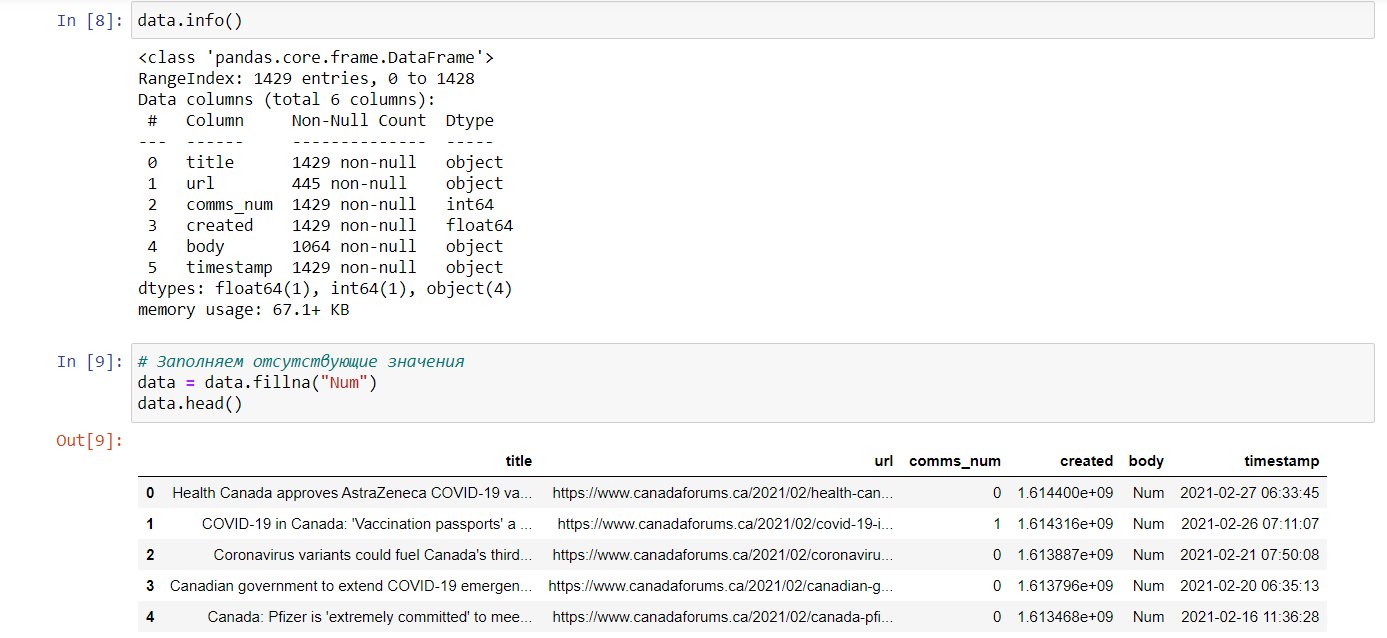 In [8]: data.info()
<class 'pandas.core.frame.DataFrame'>
RangeIndex: 1429 entries, 0 to 1428
Data columns (total 6 columns):
 #   Column     Non-Null Count  Dtype
---  ------     --------------  -----
 0   title      1429 non-null   object
 1   url        445 non-null    object
 2   comms_num  1429 non-null   int64
 3   created    1429 non-null   float64
 4   body       1064 non-null   object
 5   timestamp  1429 non-null   object
dtypes: float64(1), int64(1), object(4)
memory usage: 67.1+ KB
In [9]: # Заполняем отсутствующие значения
data = data.fillna("Num")
data.head()
Out[9]:
title url comms_num created body timestamp
0 Health Canada approves AstraZeneca COVID-19 va... https://www.canadaforums.ca/2021/02/health-can... 0 1.614400e+09 Num 2021-02-27 06:33:45
1 COVID-19 in Canada: 'Vaccination passports' a ... https://www.canadaforums.ca/2021/02/covid-19-i... 1 1.614316e+09 Num 2021-02-26 07:11:07
2 Coronavirus variants could fuel Canada's third... https://www.canadaforums.ca/2021/02/coronaviru... 0 1.613887e+09 Num 2021-02-21 07:50:08
3 Canadian government to extend COVID-19 emergen... https://www.canadaforums.ca/2021/02/canadian-g... 0 1.613796e+09 Num 2021-02-20 06:35:13
4 Canada: Pfizer is 'extremely committed' to mee... https://www.canadaforums.ca/2021/02/canada-pfi... 0 1.613468e+09 Num 2021-02-16 11:36:28